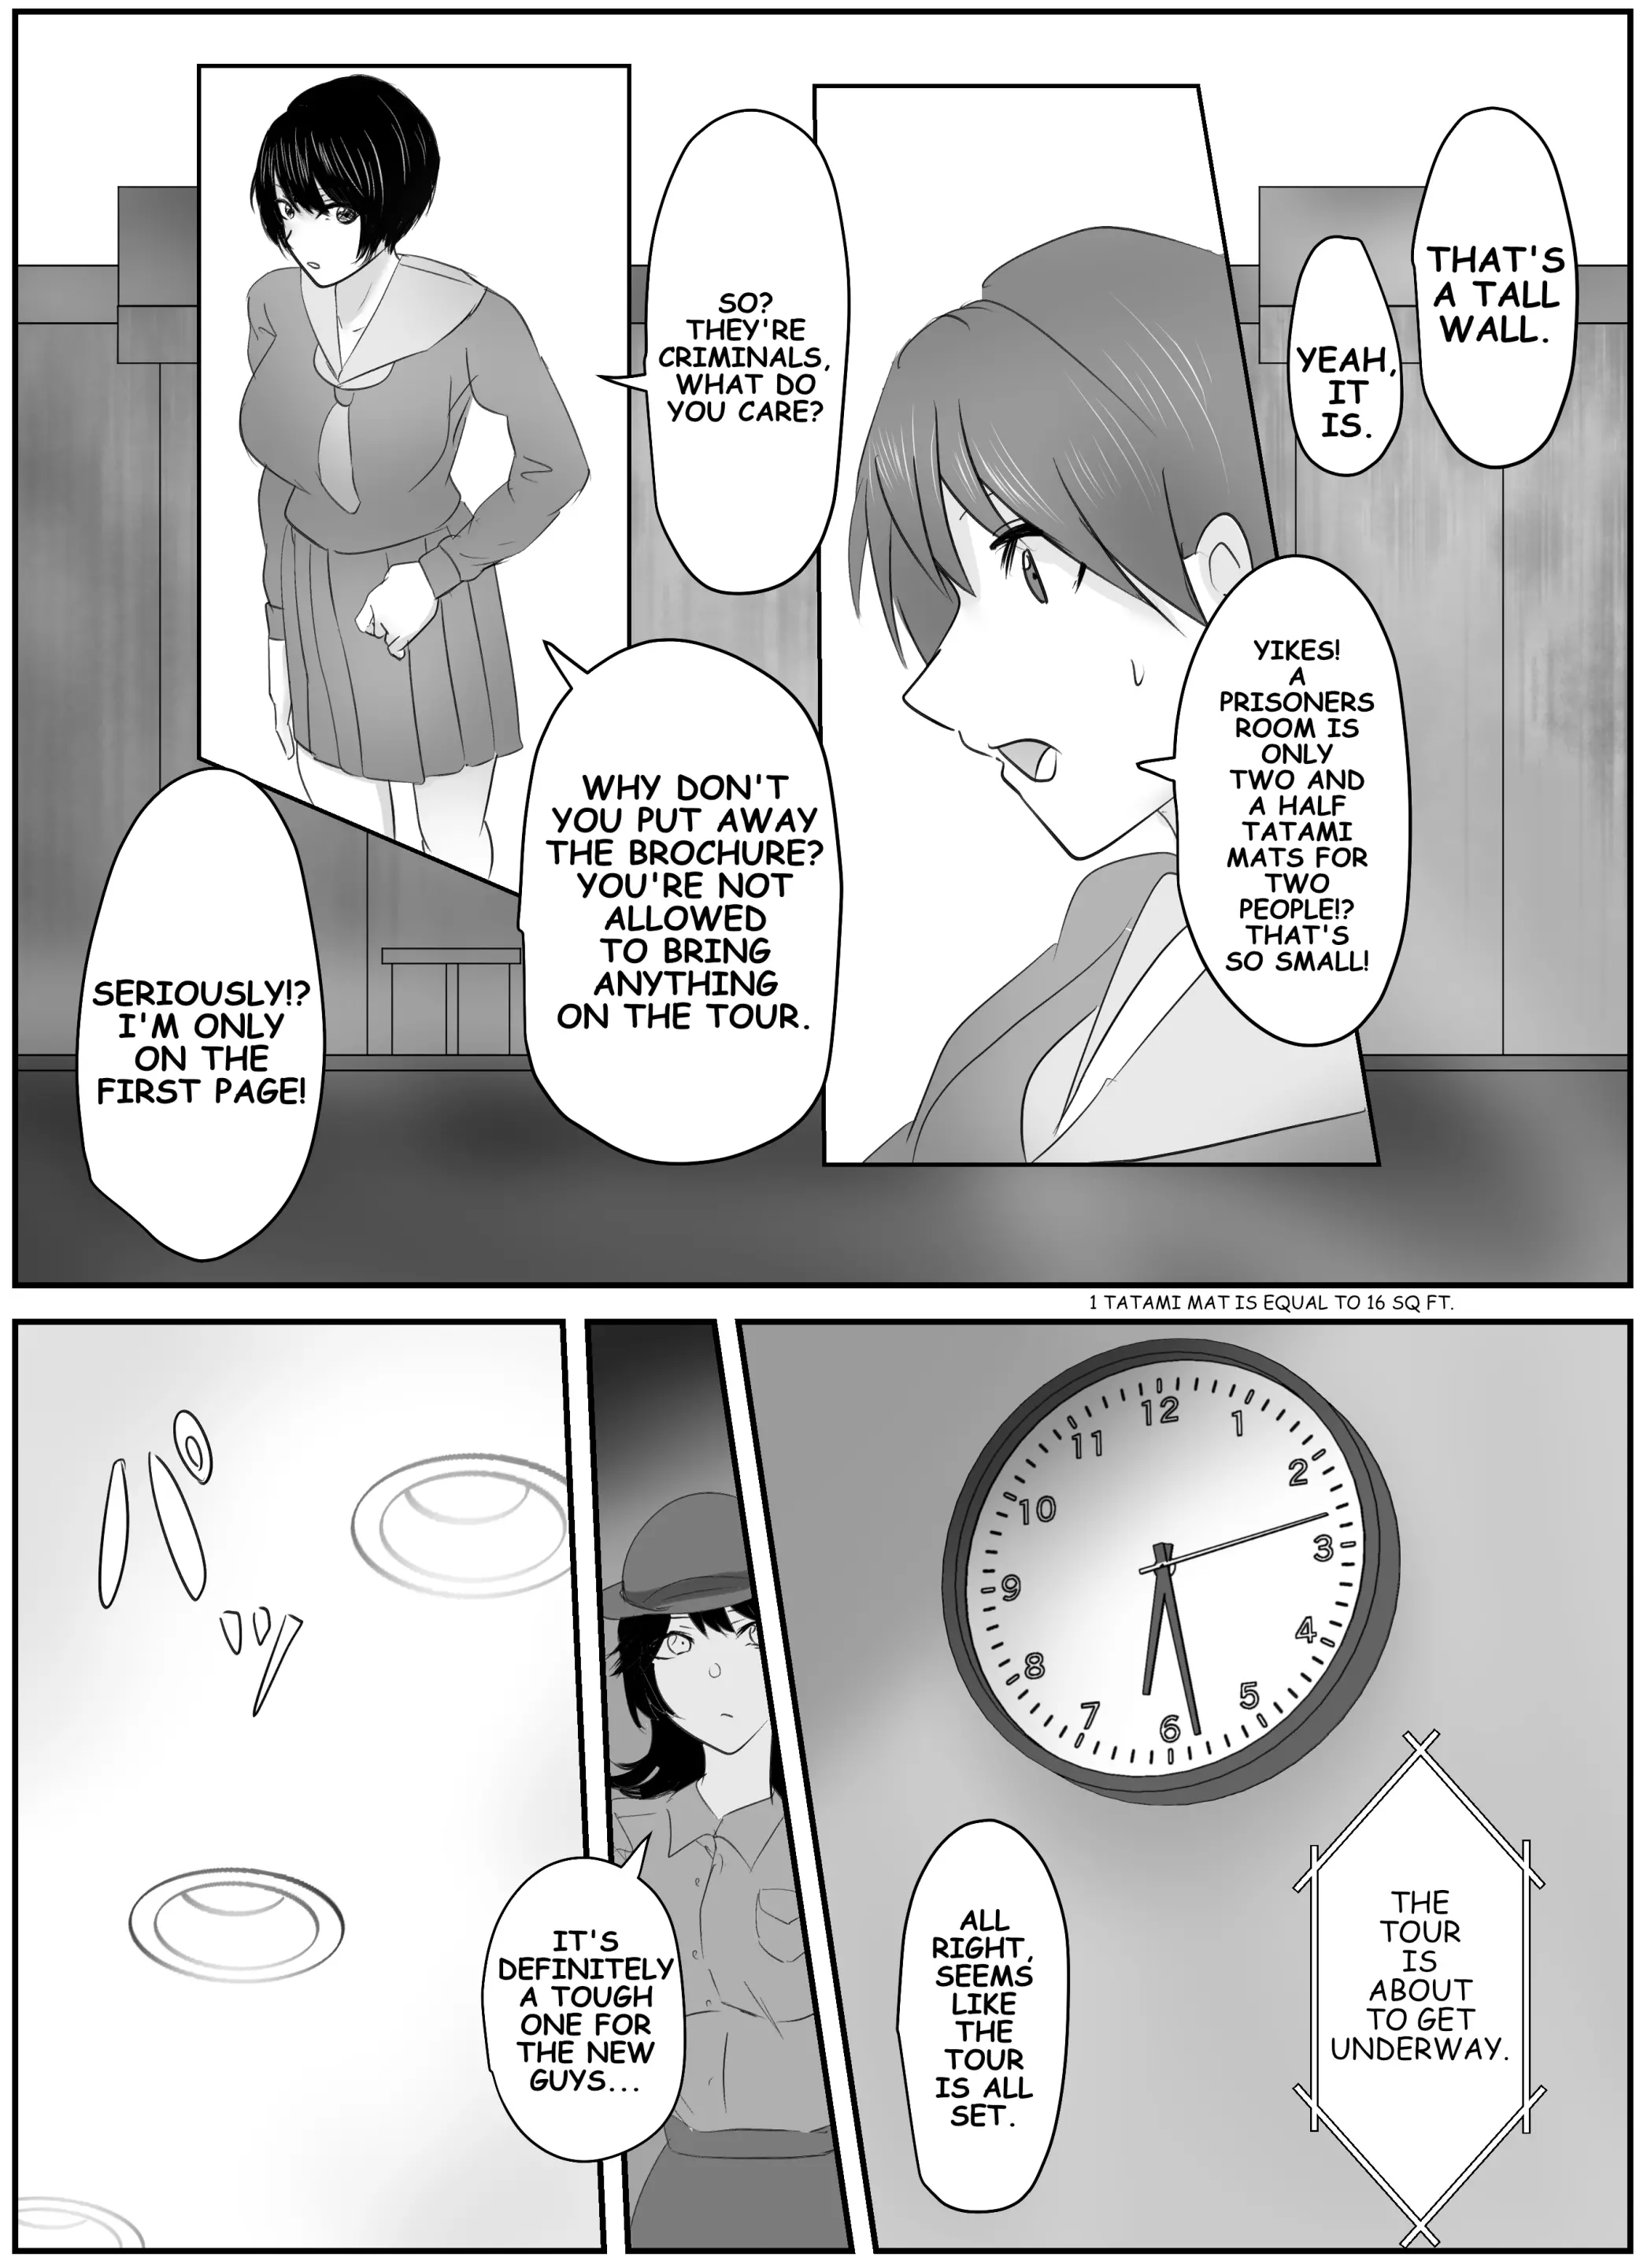 THAT'S
A TALL
WALL.
YEAH,
IT
IS.
YIKES!
A
PRISONERS
ROOM IS
ONLY
TWO AND
A HALF
TATAMI
MATS FOR
TWO
PEOPLE!?
THAT'S
SO SMALL!
SO?
THEY'RE
CRIMINALS,
WHAT DO
YOU CARE?
WHY DON'T
YOU PUT AWAY
THE BROCHURE?
YOU'RE NOT
ALLOWED
TO BRING
ANYTHING
ON THE TOUR.
SERIOUSLY!?
I'M ONLY
ON THE
FIRST PAGE!
1 TATAMI MAT IS EQUAL TO 16 SQ FT.
12
1
2
3
4
5
6
7
8
9
10
11
THE
TOUR
IS
ABOUT
TO GET
UNDERWAY.
ALL
RIGHT,
SEEMS
LIKE
THE
TOUR
IS ALL
SET.
IT'S
DEFINITELY
A TOUGH
ONE FOR
THE NEW
GUYS...
パッ